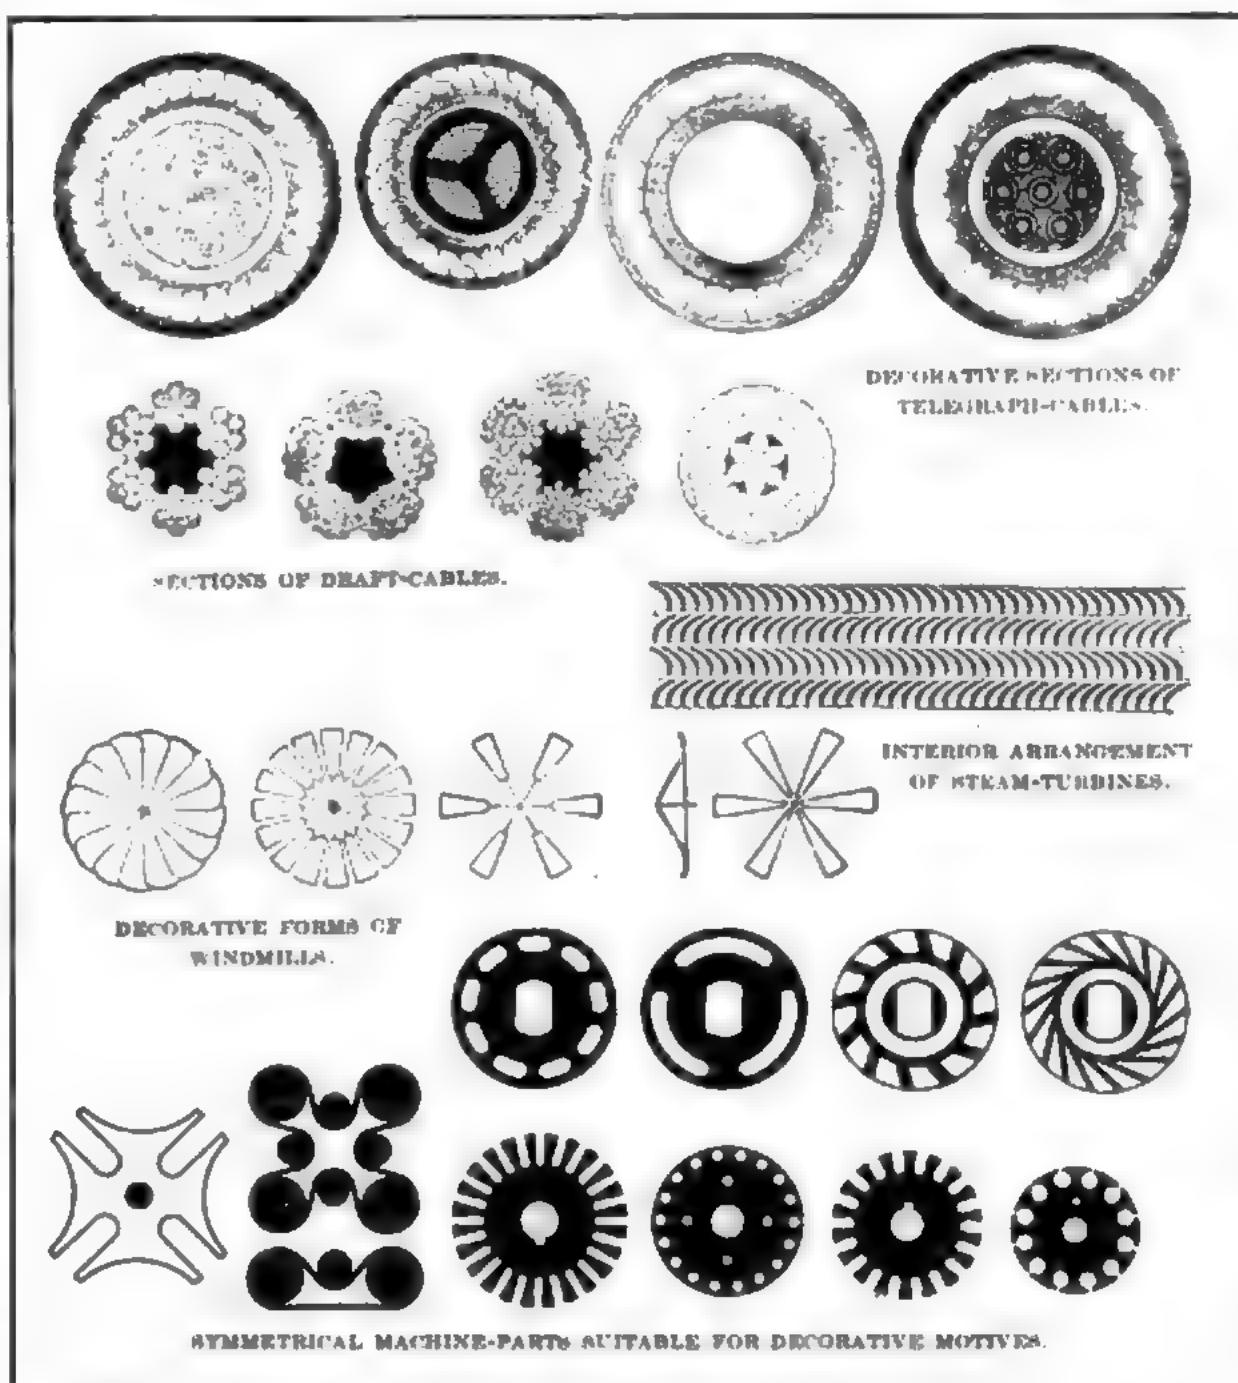 DECORATIVE SECTIONS OF
TELEGRAPH-CABLES.
SECTIONS OF DRAFT-CABLES.
INTERIOR ARRANGEMENT
OF STEAM-TURBINES.
DECORATIVE FORMS OF
WINDMILLS.
SYMMETRICAL MACHINE-PARTS SUITABLE FOR DECORATIVE MOTIVES.